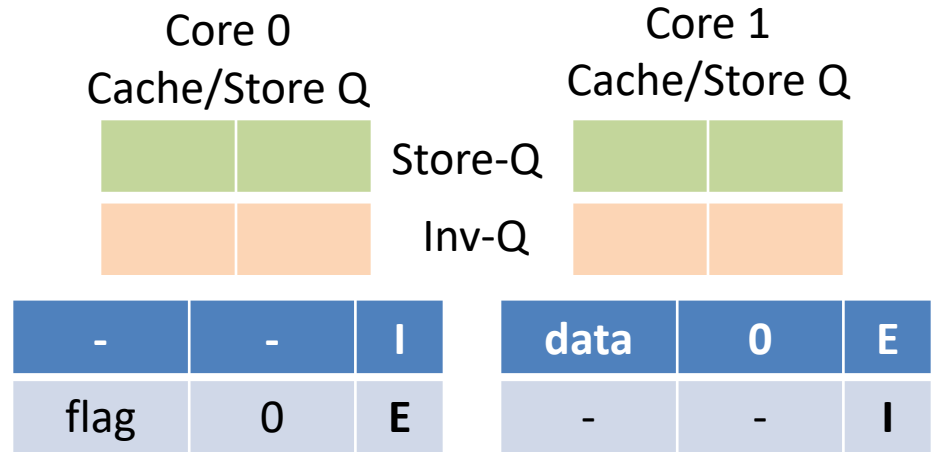 Core 0
Cache/Store Q
Core 1
Cache/Store Q
Store-Q
Inv-Q
- - I
flag 0 E
data 0 E
- - I